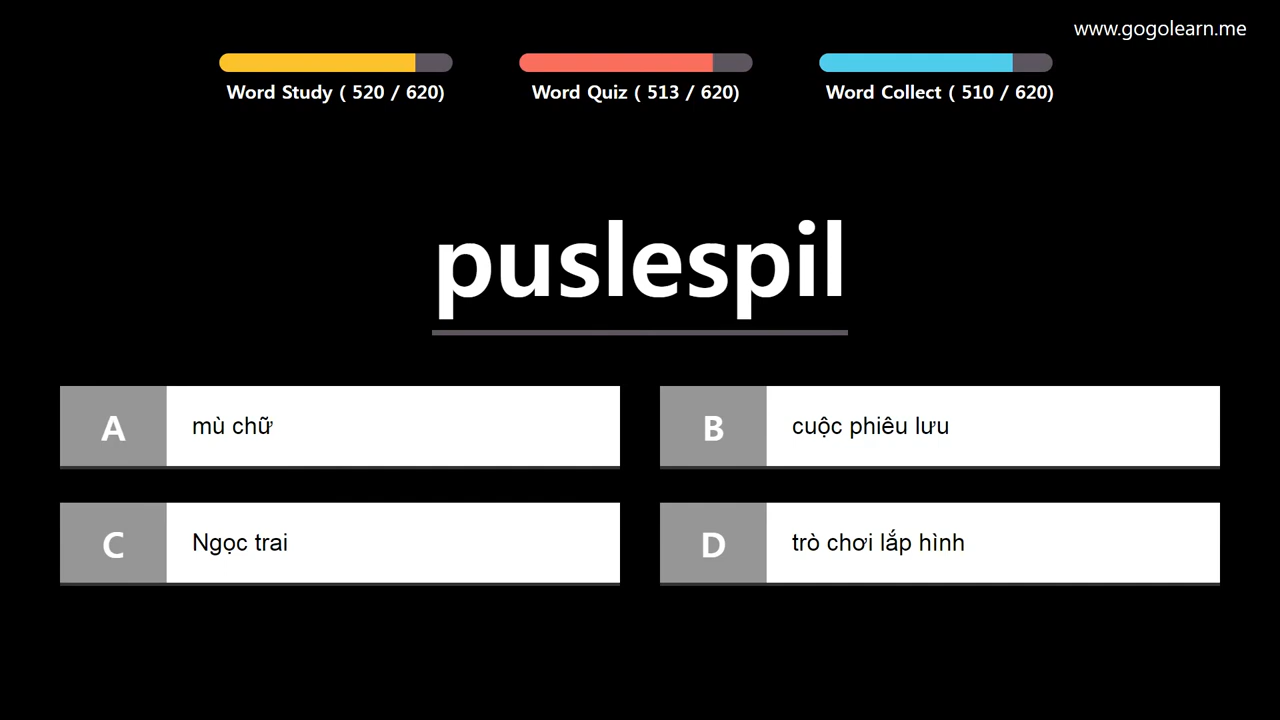 www.gogolearn.me
Word Study ( 520 / 620)
Word Quiz ( 513 / 620)
Word Collect ( 510 / 620)
puslespil
A
mù chữ
B
cuộc phiêu lưu
C
Ngọc trai
D
trò chơi lắp hình